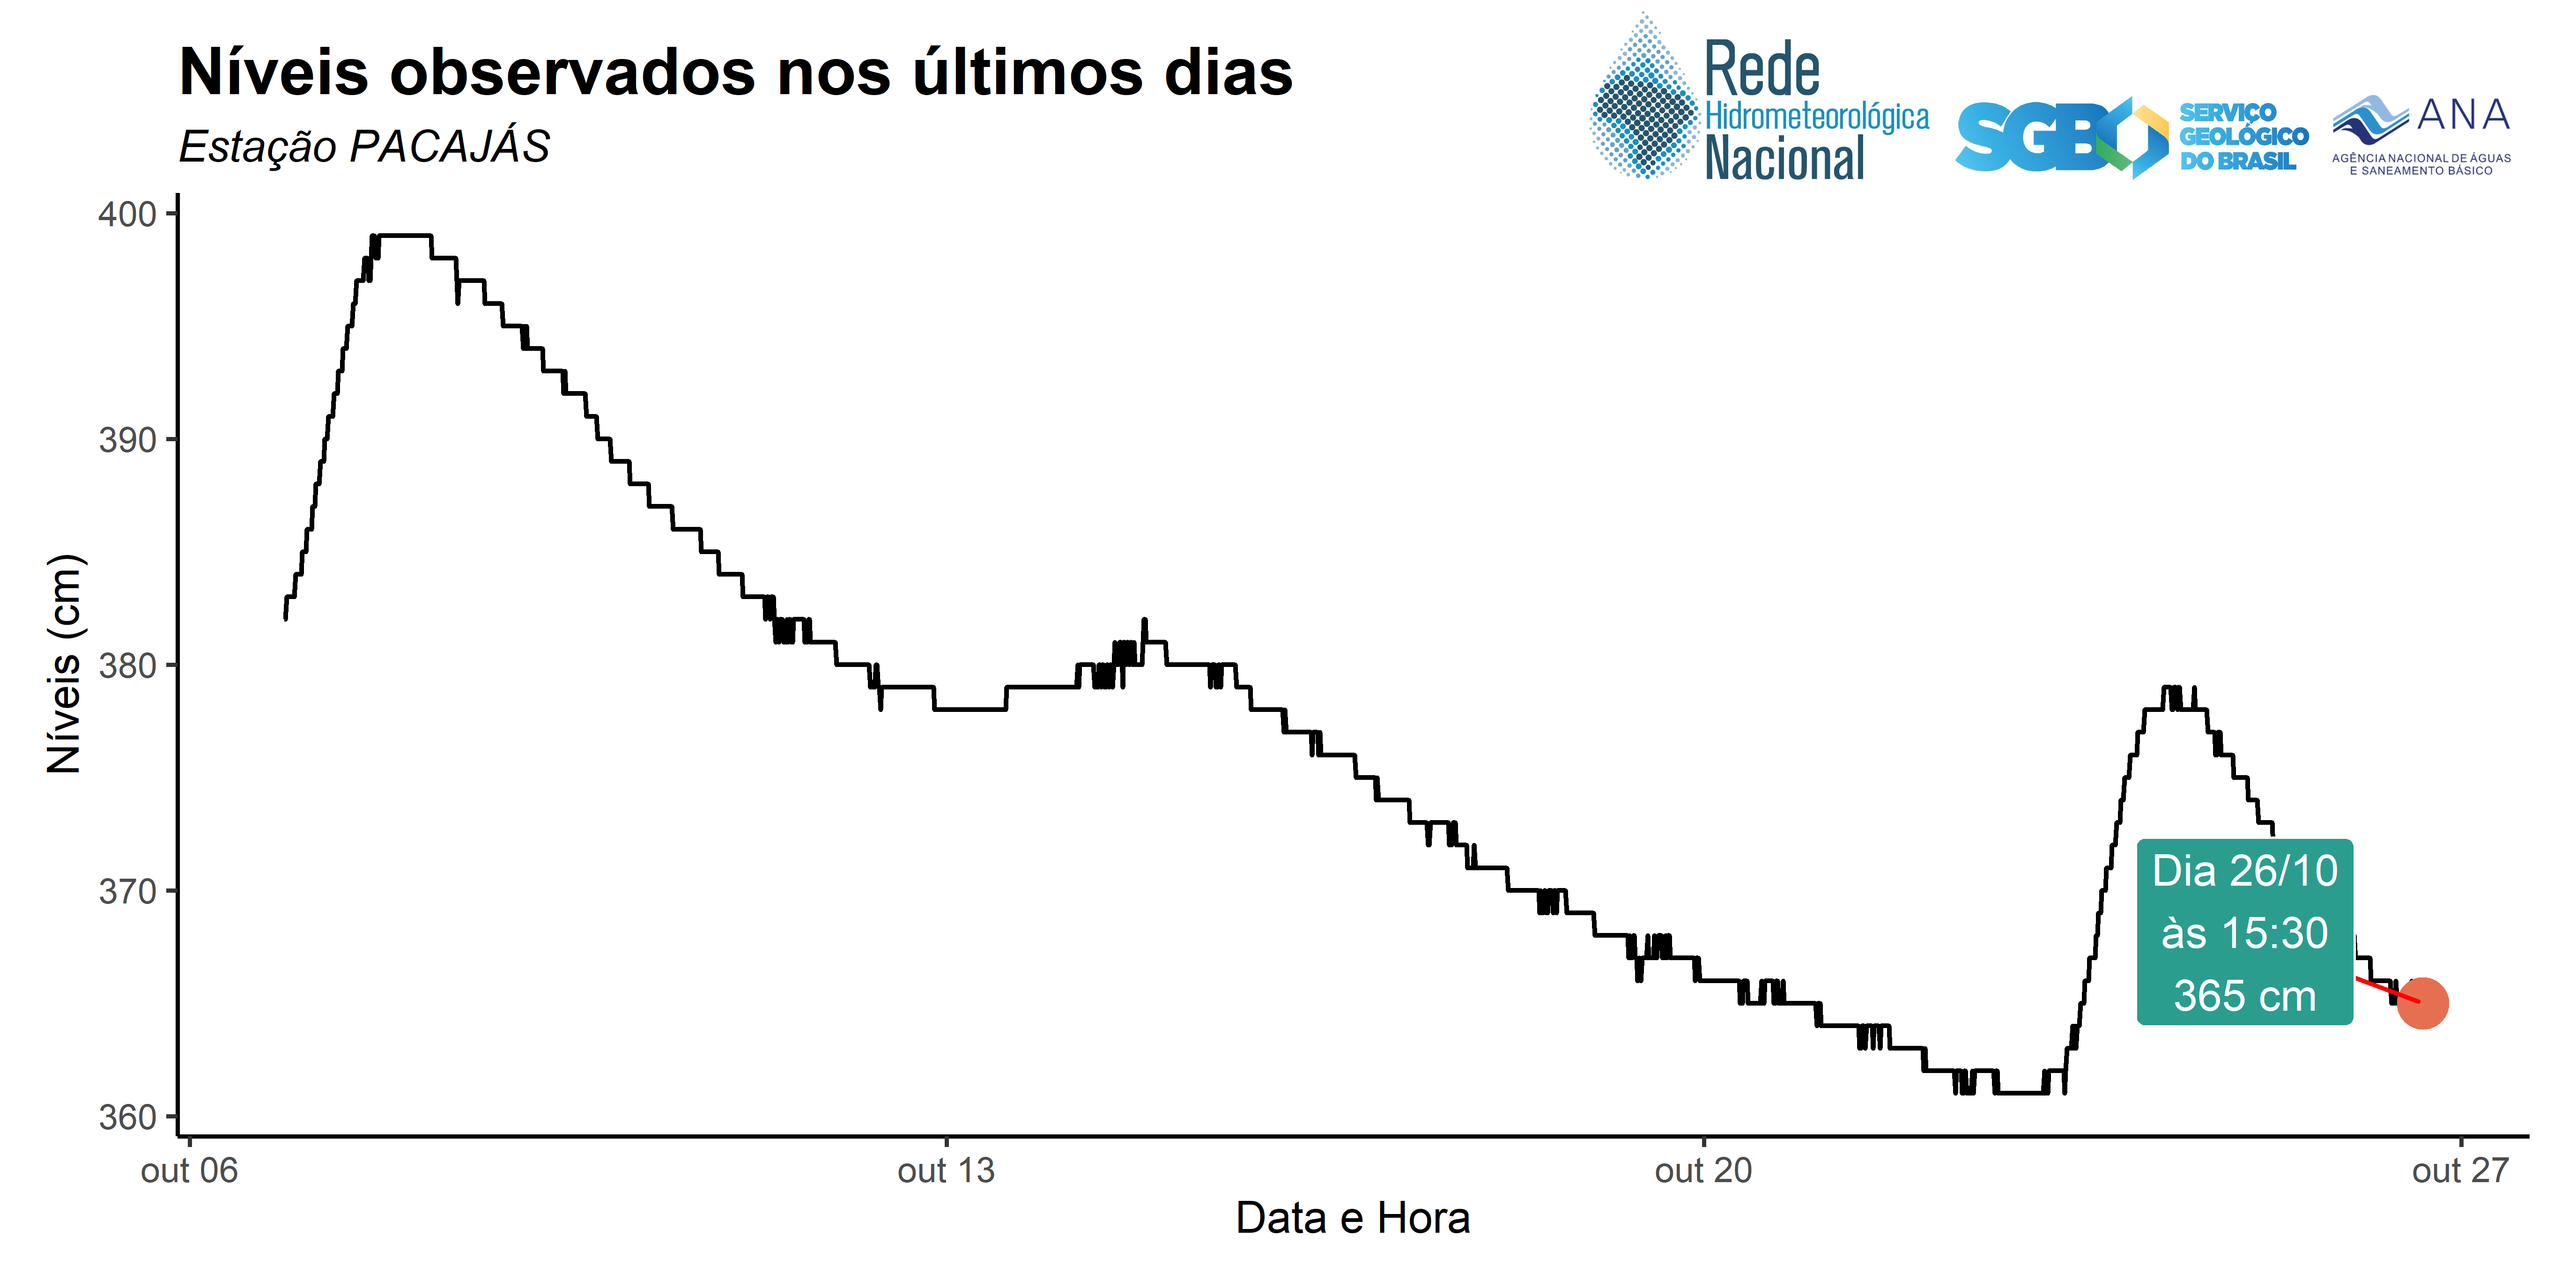 Níveis observados nos últimos dias
Estação PACAJÁS
Rede
Hidrometeorológica
Nacional
SGB
SERVIÇO
GEOLÓGICO
DO BRASIL
ANA
AGÊNCIA NACIONAL DE ÁGUAS
E SANEAMENTO BÁSICO
Níveis (cm)
400
390
380
370
360
Dia 26/10
às 15:30
365 cm
out 06
out 13
out 20
out 27
Data e Hora